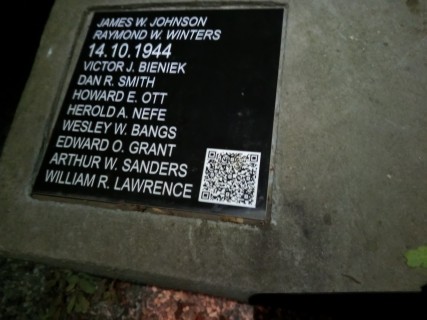 JAMES W. JOHNSON
RAYMOND W. WINTERS
14.10.1944
VICTOR J. BIENIEK
DAN R. SMITH
HOWARD E. OTT
HEROLD A. NEFE
WESLEY W. BANGS
EDWARD O. GRANT
ARTHUR W. SANDERS
WILLIAM R. LAWRENCE